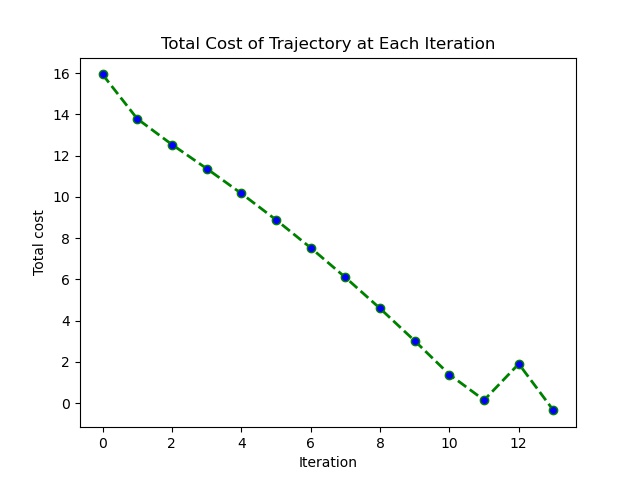 Total Cost of Trajectory at Each Iteration
16
14
12
10
8
6
4
2
0
Total cost
0 2 4 6 8 10 12
Iteration